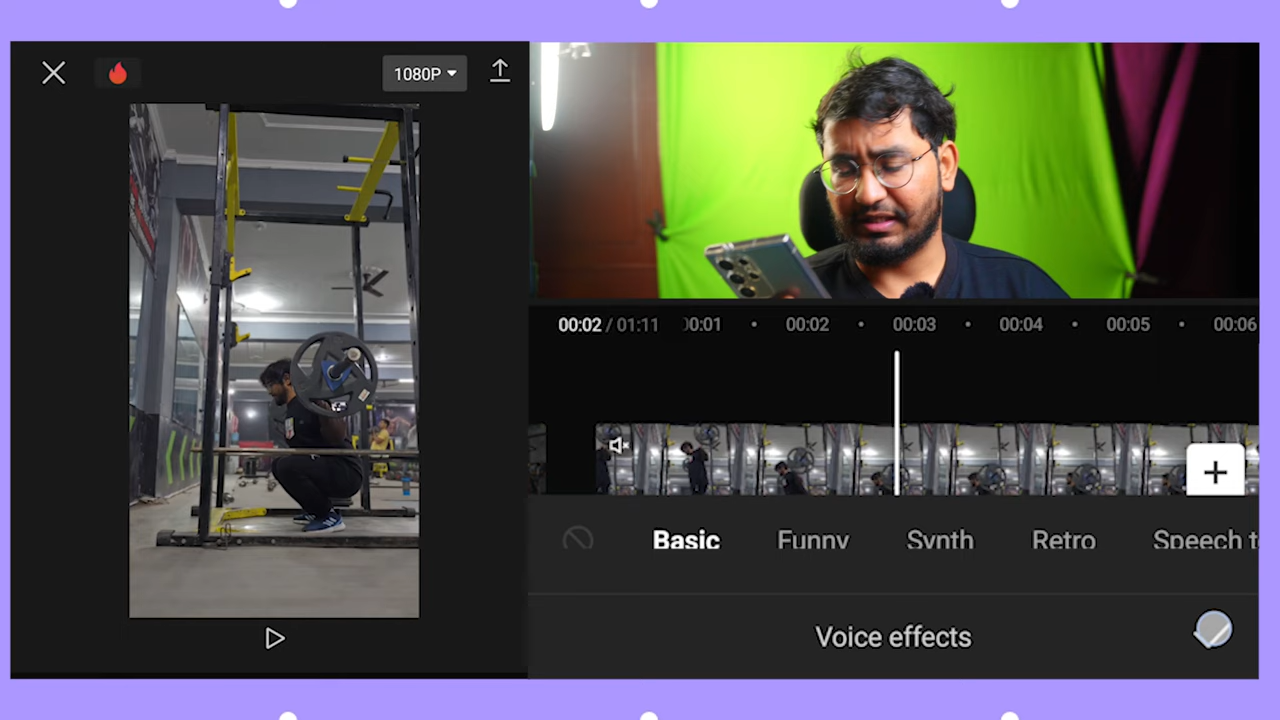 1080P
00:02 / 01:11 00:01 00:02 00:03 00:04 00:05 00:06
Basic Funny Synth Retro Speech t
Voice effects